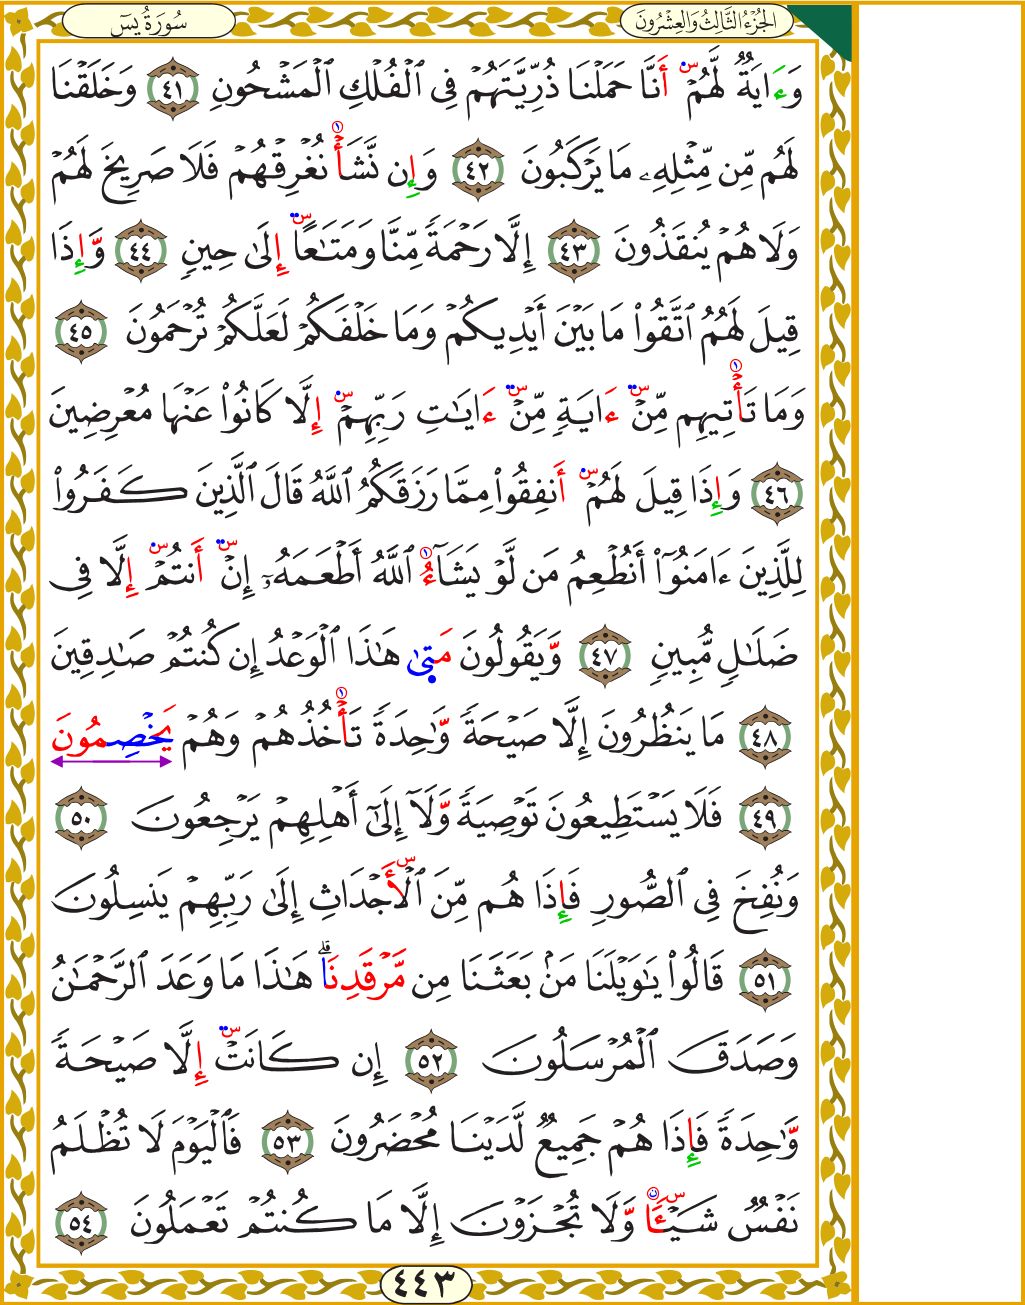 الجُزْءُ الثَّالِثُ وَالعِشْرُونَ
سُورَةُ يسٓ
وَءَايَةٌ لَّهُمْ أَنَّا حَمَلْنَا ذُرِّيَّتَهُمْ فِى ٱلْفُلْكِ ٱلْمَشْحُونِ ٤١ وَخَلَقْنَا
لَهُم مِّن مِّثْلِهِۦ مَا يَرْكَبُونَ ٤٢ وَإِن نَّشَأْ نُغْرِقْهُمْ فَلَا صَرِيخَ لَهُمْ
وَلَا هُمْ يُنقَذُونَ ٤٣ إِلَّا رَحْمَةً مِّنَّا وَمَتَٰعًا إِلَىٰ حِينٍ ٤٤ وَّإِذَا
قِيلَ لَهُمُ ٱتَّقُوا۟ مَا بَيْنَ أَيْدِيكُمْ وَمَا خَلْفَكُمْ لَعَلَّكُمْ تُرْحَمُونَ ٤٥
وَمَا تَأْتِيهِم مِّنْ ءَايَةٍ مِّنْ ءَايَٰتِ رَبِّهِمْ إِلَّا كَانُوا۟ عَنْهَا مُعْرِضِينَ
٤٦ وَإِذَا قِيلَ لَهُمْ أَنفِقُوا۟ مِمَّا رَزَقَكُمُ ٱللَّهُ قَالَ ٱلَّذِينَ كَفَرُوا۟
لِلَّذِينَ ءَامَنُوٓا۟ أَنُطْعِمُ مَن لَّوْ يَشَآءُ ٱللَّهُ أَطْعَمَهُۥٓ إِنْ أَنتُمْ إِلَّا فِى
ضَلَٰلٍ مُّبِينٍ ٤٧ وَّيَقُولُونَ مَتىٰ هَٰذَا ٱلْوَعْدُ إِن كُنتُمْ صَٰدِقِينَ
٤٨ مَا يَنظُرُونَ إِلَّا صَيْحَةً وَّٰحِدَةً تَأْخُذُهُمْ وَهُمْ يَخْصِمُونَ
٤٩ فَلَا يَسْتَطِيعُونَ تَوْصِيَةً وَّلَآ إِلَىٰٓ أَهْلِهِمْ يَرْجِعُونَ ٥٠
وَنُفِخَ فِى ٱلصُّورِ فَإِذَا هُم مِّنَ ٱلْأَجْدَاثِ إِلَىٰ رَبِّهِمْ يَنسِلُونَ
٥١ قَالُوا۟ يَٰوَيْلَنَا مَنۢ بَعَثَنَا مِن مَّرْقَدِنَا ۗ هَٰذَا مَا وَعَدَ ٱلرَّحْمَٰنُ
وَصَدَقَ ٱلْمُرْسَلُونَ ٥٢ إِن كَانَتْ إِلَّا صَيْحَةً
وَّٰحِدَةً فَإِذَا هُمْ جَمِيعٌ لَّدَيْنَا مُحْضَرُونَ ٥٣ فَٱلْيَوْمَ لَا تُظْلَمُ
نَفْسٌ شَيْـًٔا وَّلَا تُجْزَوْنَ إِلَّا مَا كُنتُمْ تَعْمَلُونَ ٥٤
٤٤٣